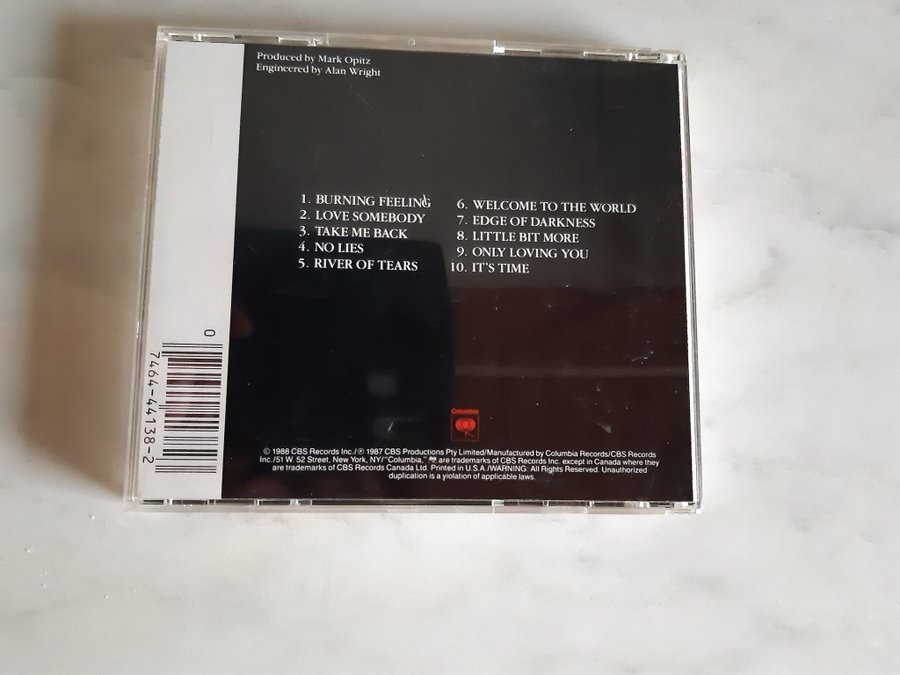 Produced by Mark Opitz
Engineered by Alan Wright
1. BURNING FEELING
2. LOVE SOMEBODY
3. TAKE ME BACK
4. NO LIES
5. RIVER OF TEARS
6. WELCOME TO THE WORLD
7. EDGE OF DARKNESS
8. LITTLE BIT MORE
9. ONLY LOVING YOU
10. IT'S TIME
Columbia
© 1988 CBS Records Inc./℗ 1987 CBS Productions Pty Limited/Manufactured by Columbia Records/CBS Records
Inc./51 W. 52 Street, New York, NY/"Columbia," are trademarks of CBS Records Inc. except in Canada where they
are trademarks of CBS Records Canada Ltd. Printed in U.S.A./WARNING: All Rights Reserved. Unauthorized
duplication is a violation of applicable laws.
0
7464-44138-2